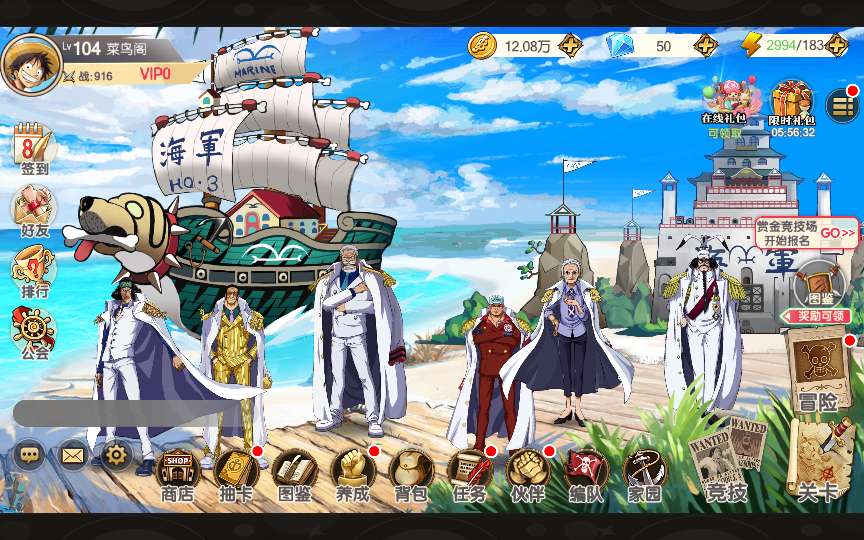 Lv104 菜鸟阁
战:916 VIP0
12.08万
50
2994/183
MARINE
海軍
HQ·3
在线礼包
可领取
限时礼包
05:56:32
8
签到
好友
排行
公会
赏金竞技场
开始报名
GO>>
海
軍
图鉴
奖励可领
冒险
SHOP
商店
抽卡
图鉴
养成
背包
任务
伙伴
编队
家园
WANTED
WANTED
竞技
关卡